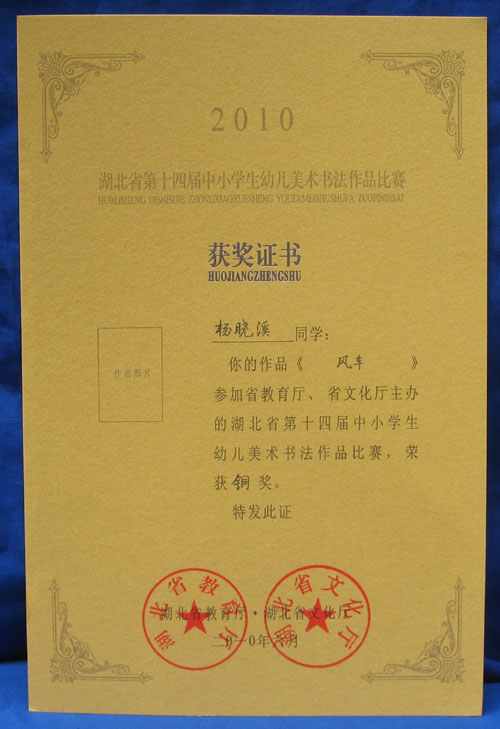 2010
湖北省第十四届中小学生幼儿美术书法作品比赛
HUBEISHENG DISHISIJIE ZHONGXIAOXUESHENG YOUERMEISHUSHUFA ZUOPINBISAI
获奖证书
HUOJIANGZHENGSHU
杨晓溪 同学:
你的作品《 风车 》
参加省教育厅、省文化厅主办
的湖北省第十四届中小学生
幼儿美术书法作品比赛,荣
获铜奖。
特发此证
作者照片
湖北省教育厅
湖北省文化厅
湖北省教育厅·湖北省文化厅
二〇一〇年 月